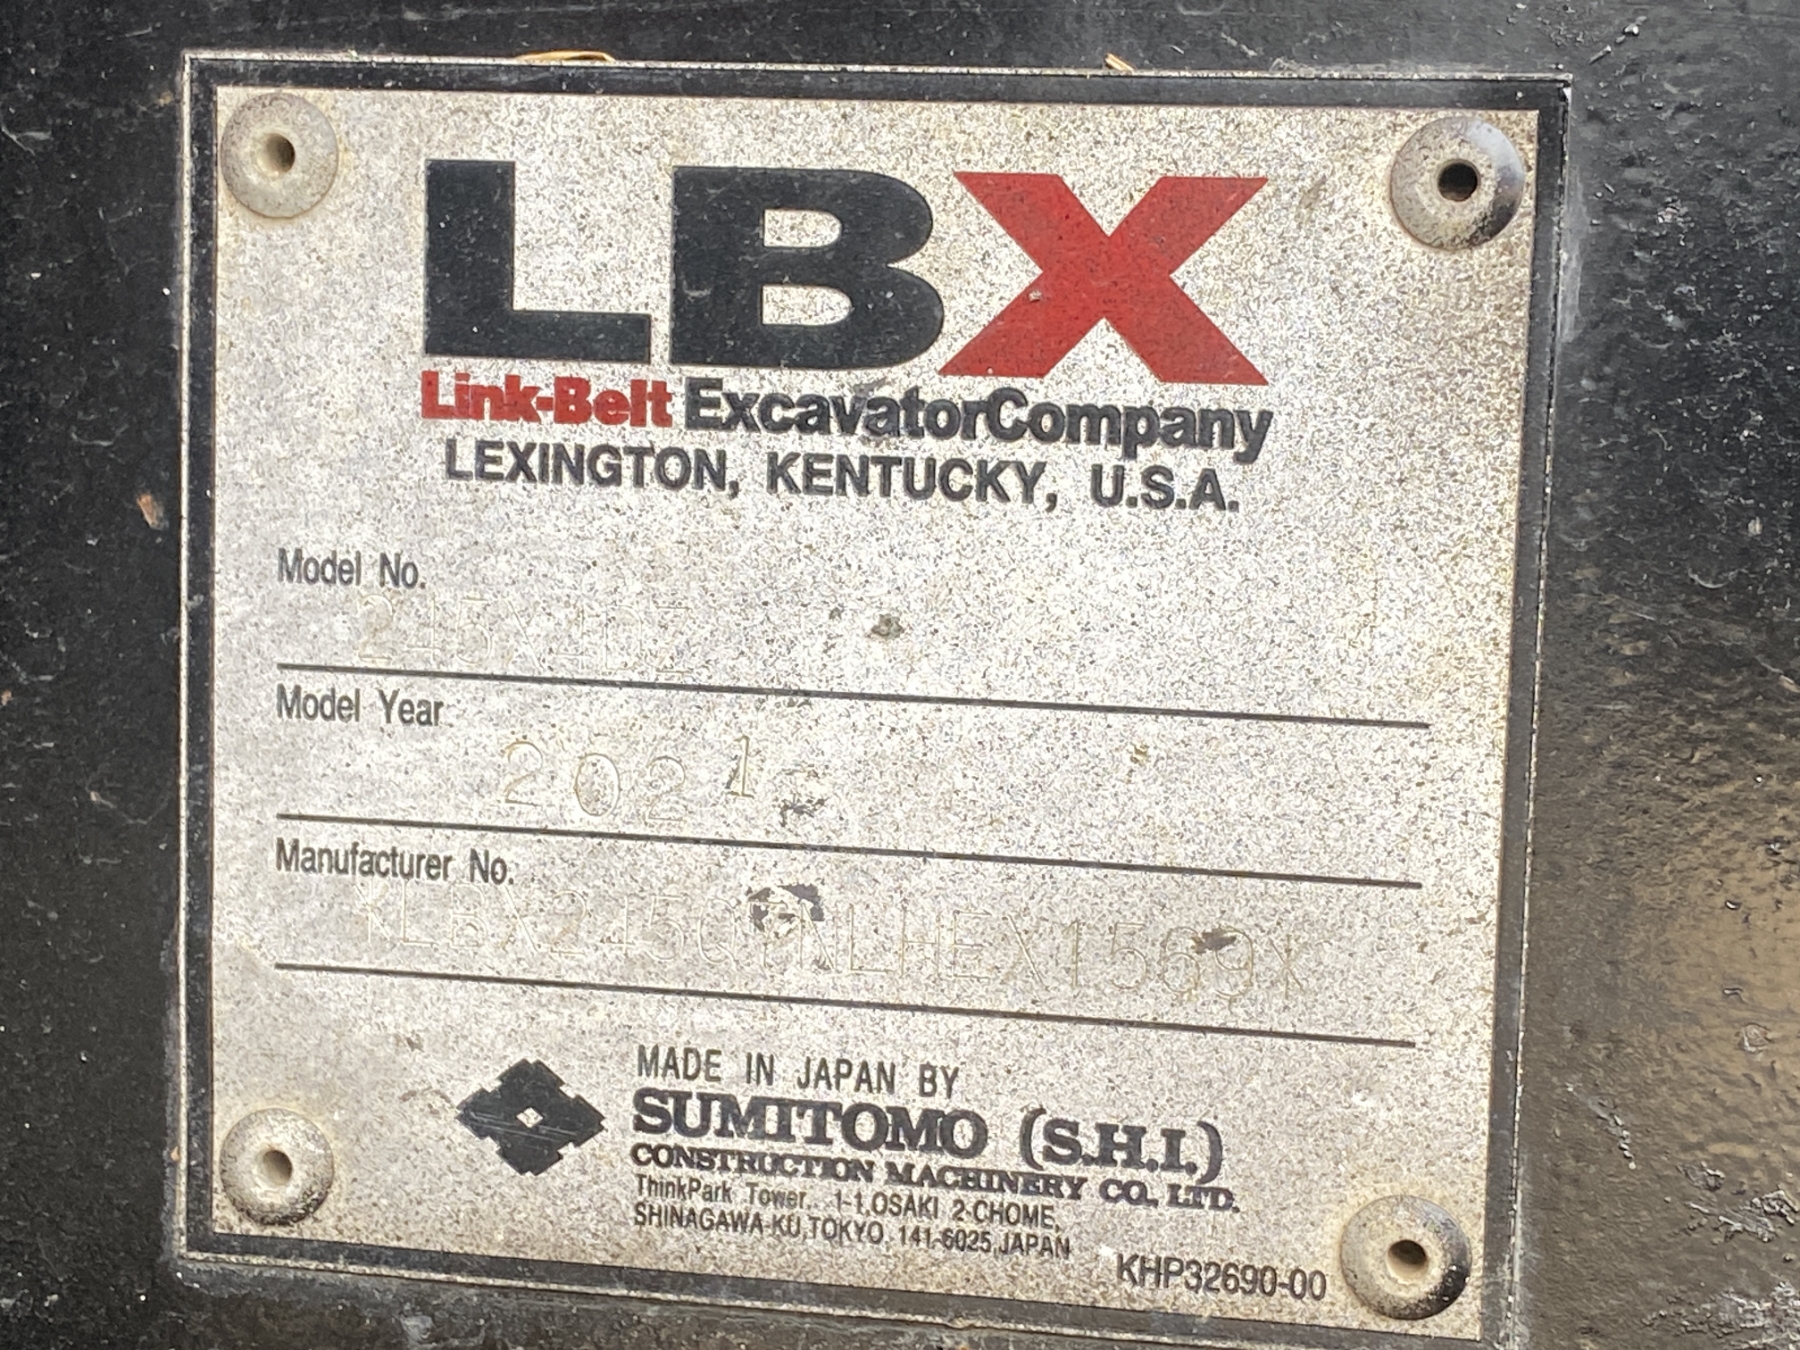 LBX
Link-Belt ExcavatorCompany
LEXINGTON, KENTUCKY, U.S.A.
Model No.
245X4DZ
Model Year
2021
Manufacturer No.
MADE IN JAPAN BY
SUMITOMO (S.H.I.)
CONSTRUCTION MACHINERY CO. LTD.
ThinkPark Tower, 1-1,OSAKI 2-CHOME,
SHINAGAWA-KU,TOKYO 141-6025,JAPAN
KHP32690-00